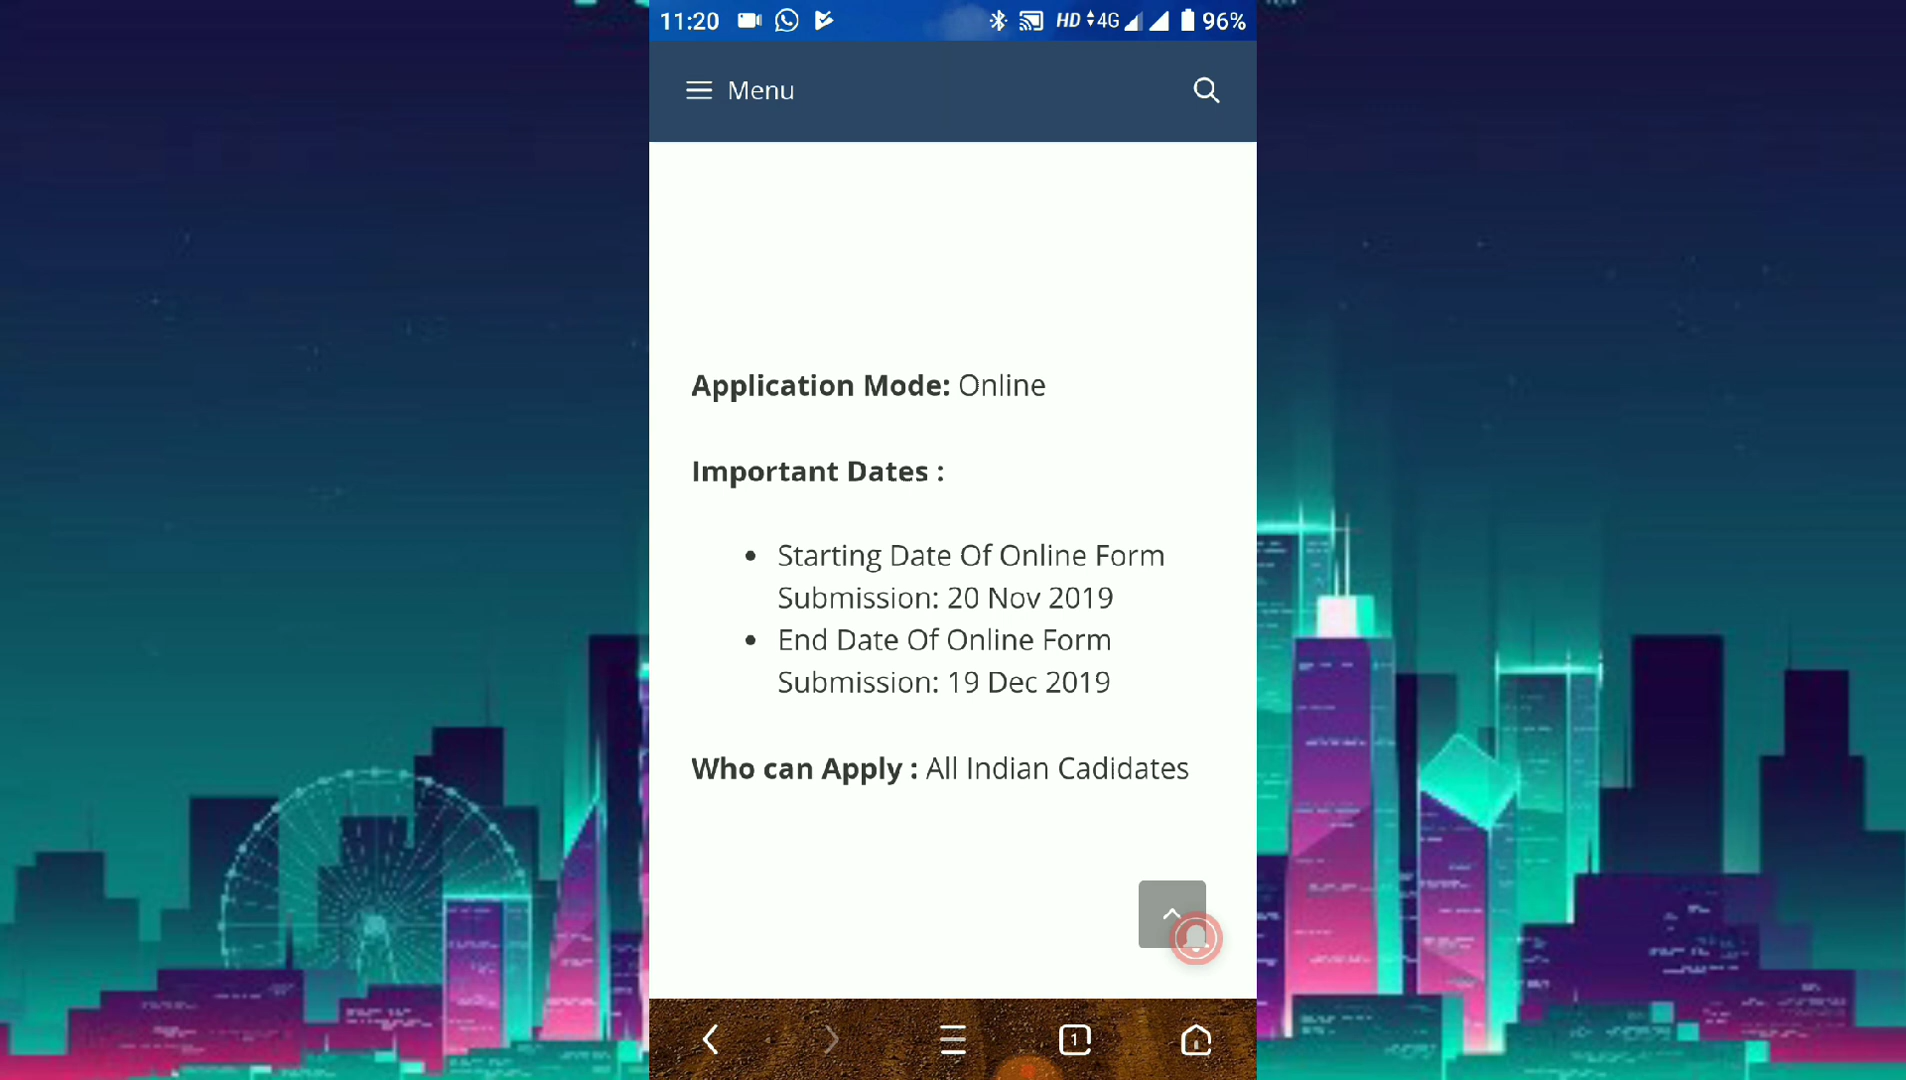 11:20 HD 4G 96%
Menu
Application Mode: Online
Important Dates :
• Starting Date Of Online Form
Submission: 20 Nov 2019
• End Date Of Online Form
Submission: 19 Dec 2019
Who can Apply : All Indian Cadidates
1